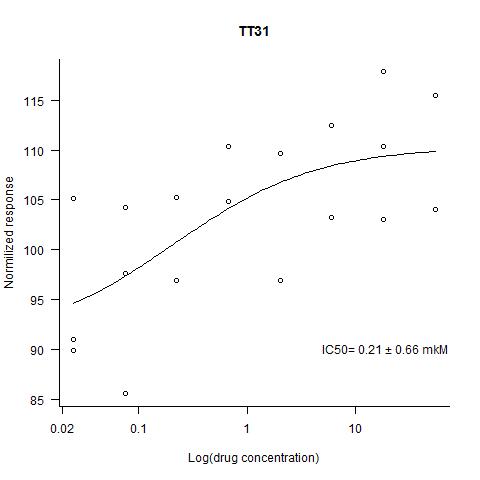 TT31
Normilized response
115
110
105
100
95
90
85
IC50= 0.21 ± 0.66 mkM
0.02 0.1 1 10
Log(drug concentration)